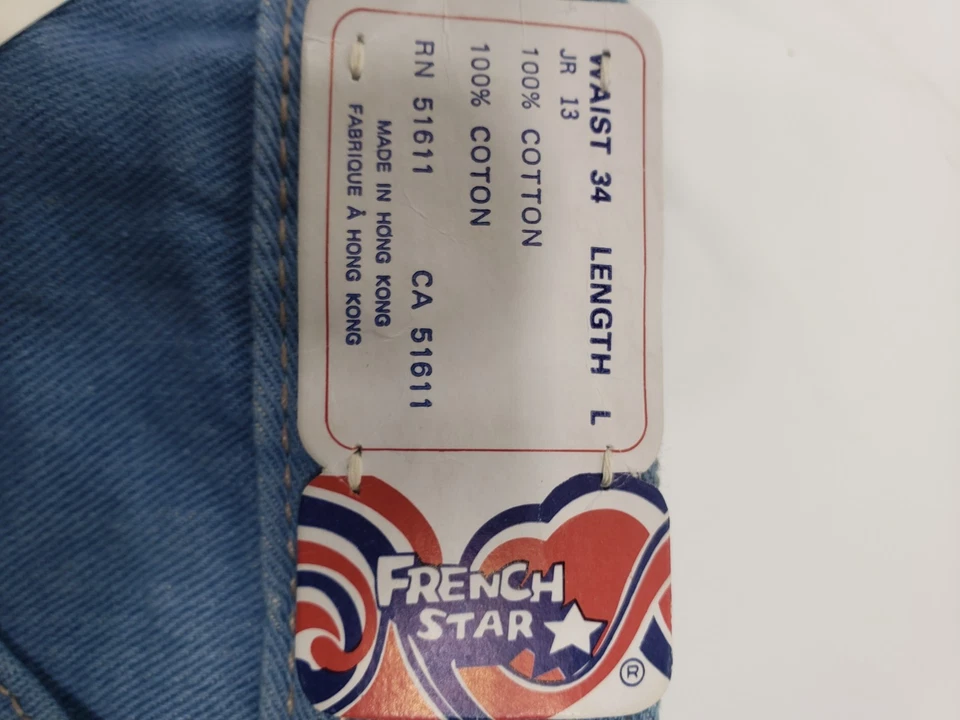 WAIST 34 LENGTH L
JR 13
100% COTTON
100% COTON
RN 51611 CA 51611
MADE IN HONG KONG
FABRIQUE À HONG KONG
FRENCH
STAR
®